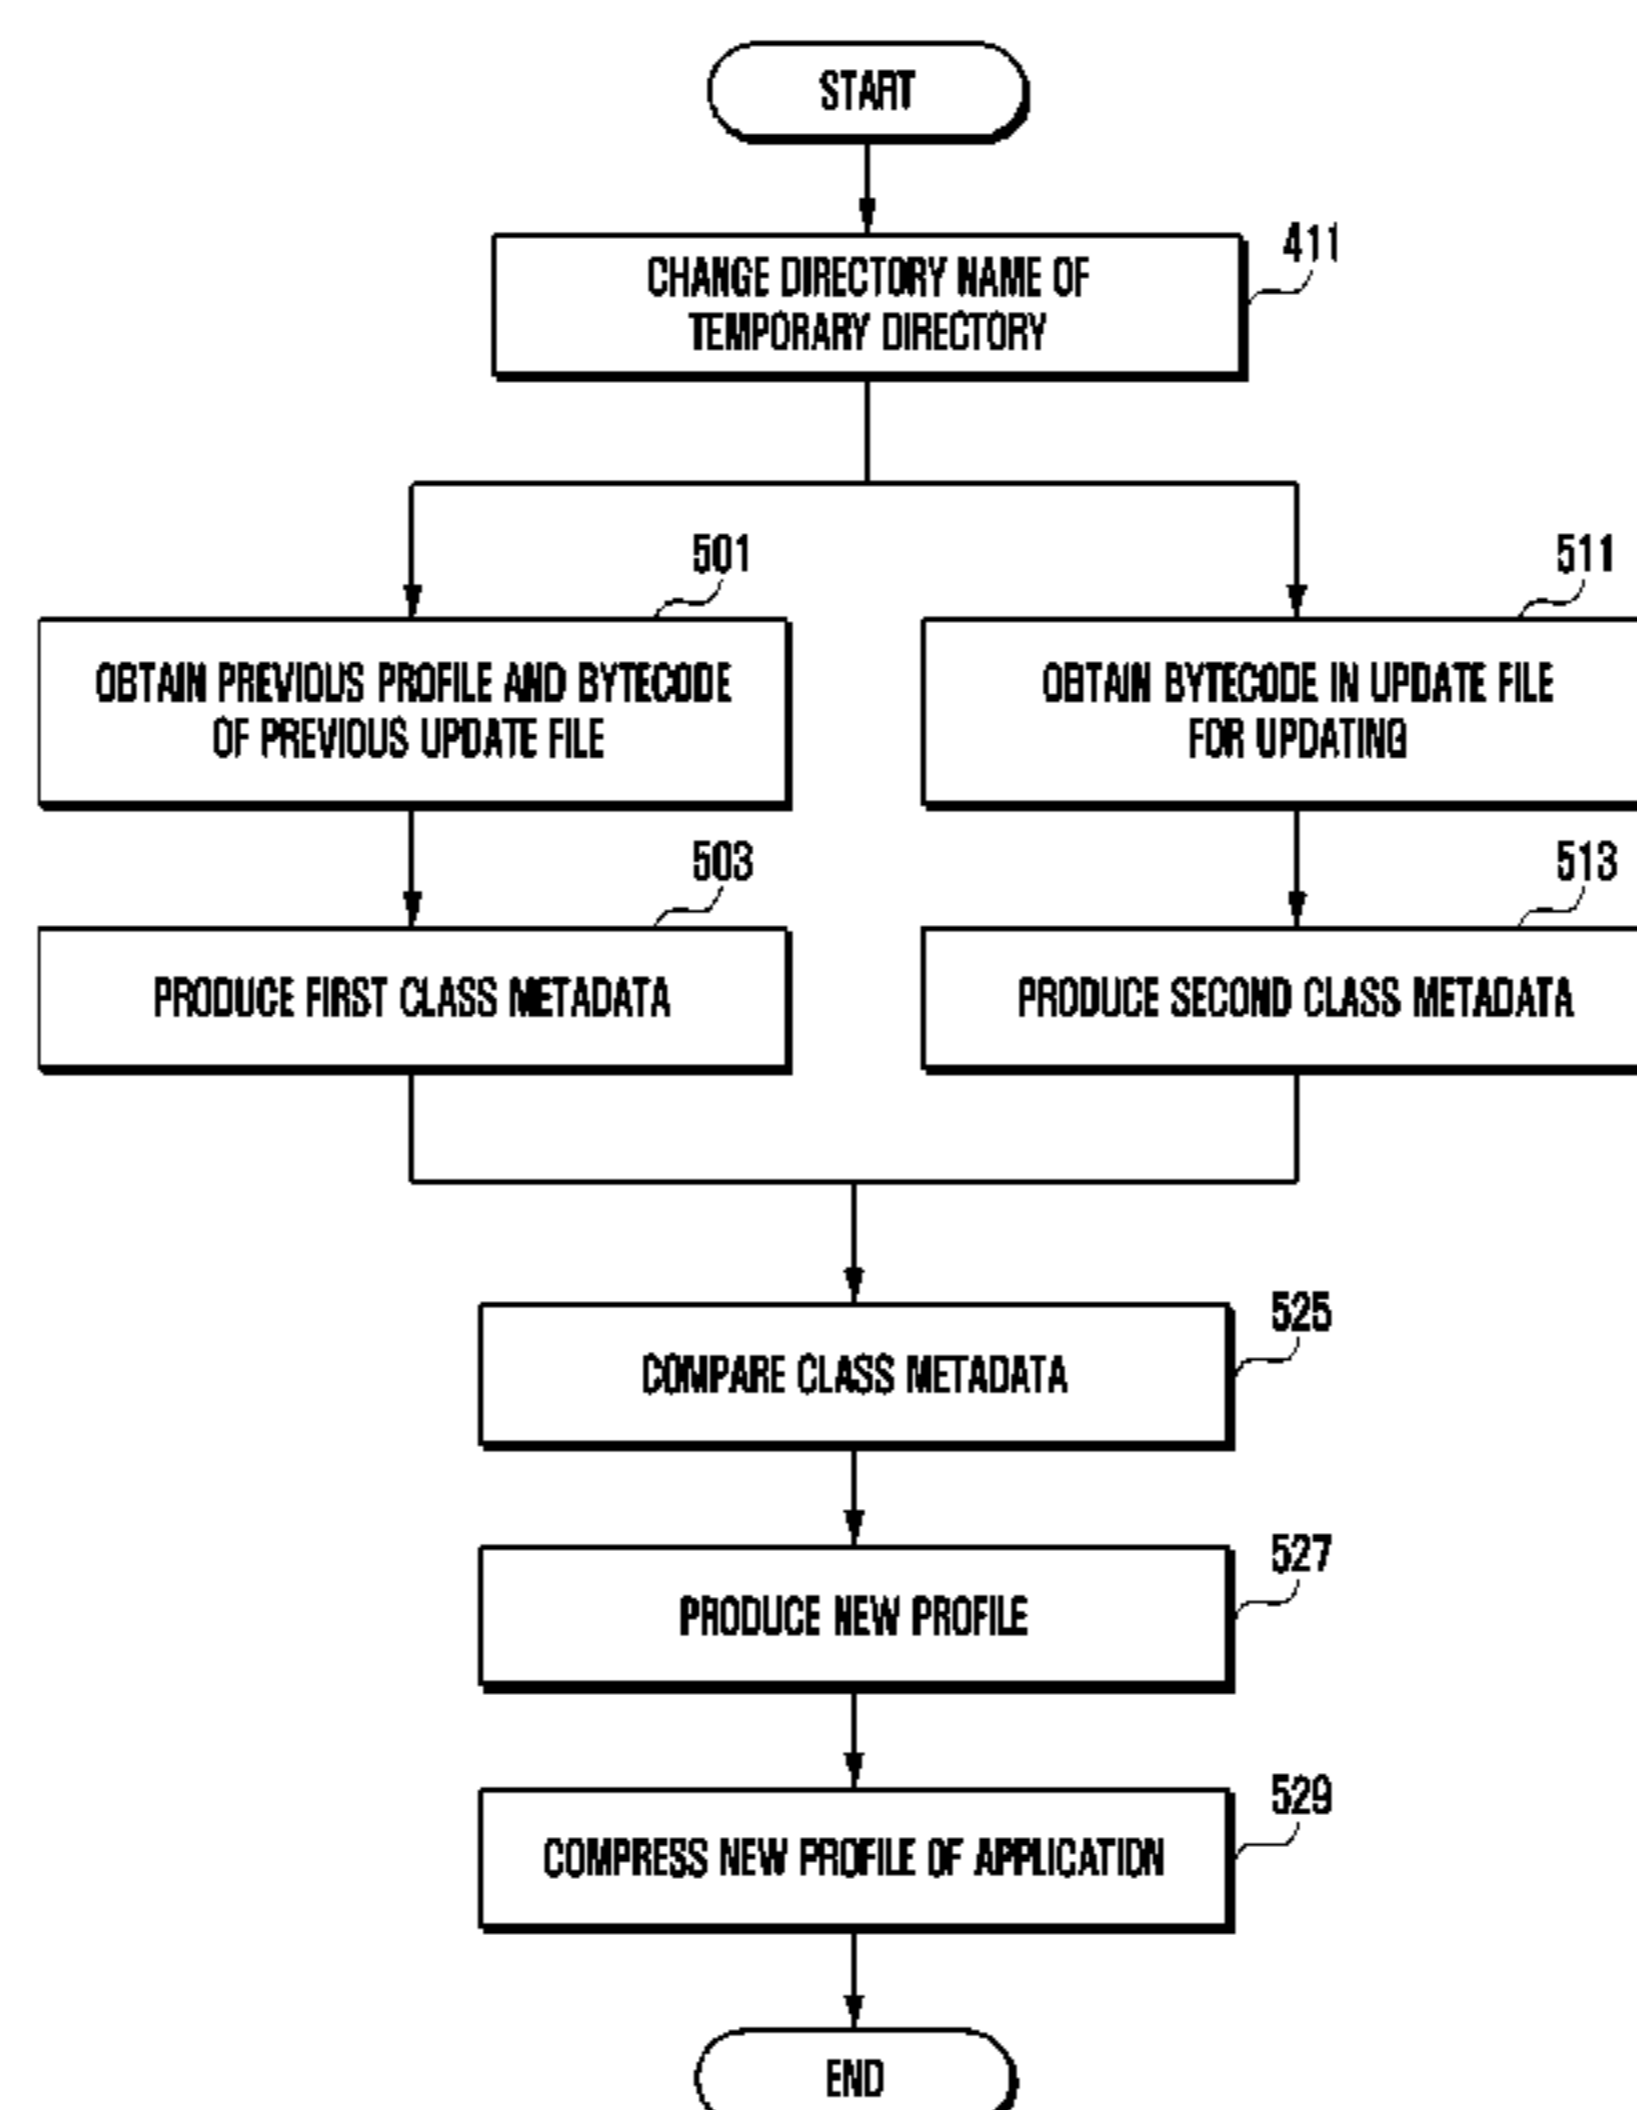 START
411
CHANGE DIRECTORY NAME OF
TEMPORARY DIRECTORY
501
OBTAIN PREVIOUS PROFILE AND BYTECODE
OF PREVIOUS UPDATE FILE
511
OBTAIN BYTECODE IN UPDATE FILE
FOR UPDATING
503
PRODUCE FIRST CLASS METADATA
513
PRODUCE SECOND CLASS METADATA
525
COMPARE CLASS METADATA
527
PRODUCE NEW PROFILE
529
COMPRESS NEW PROFILE OF APPLICATION
END